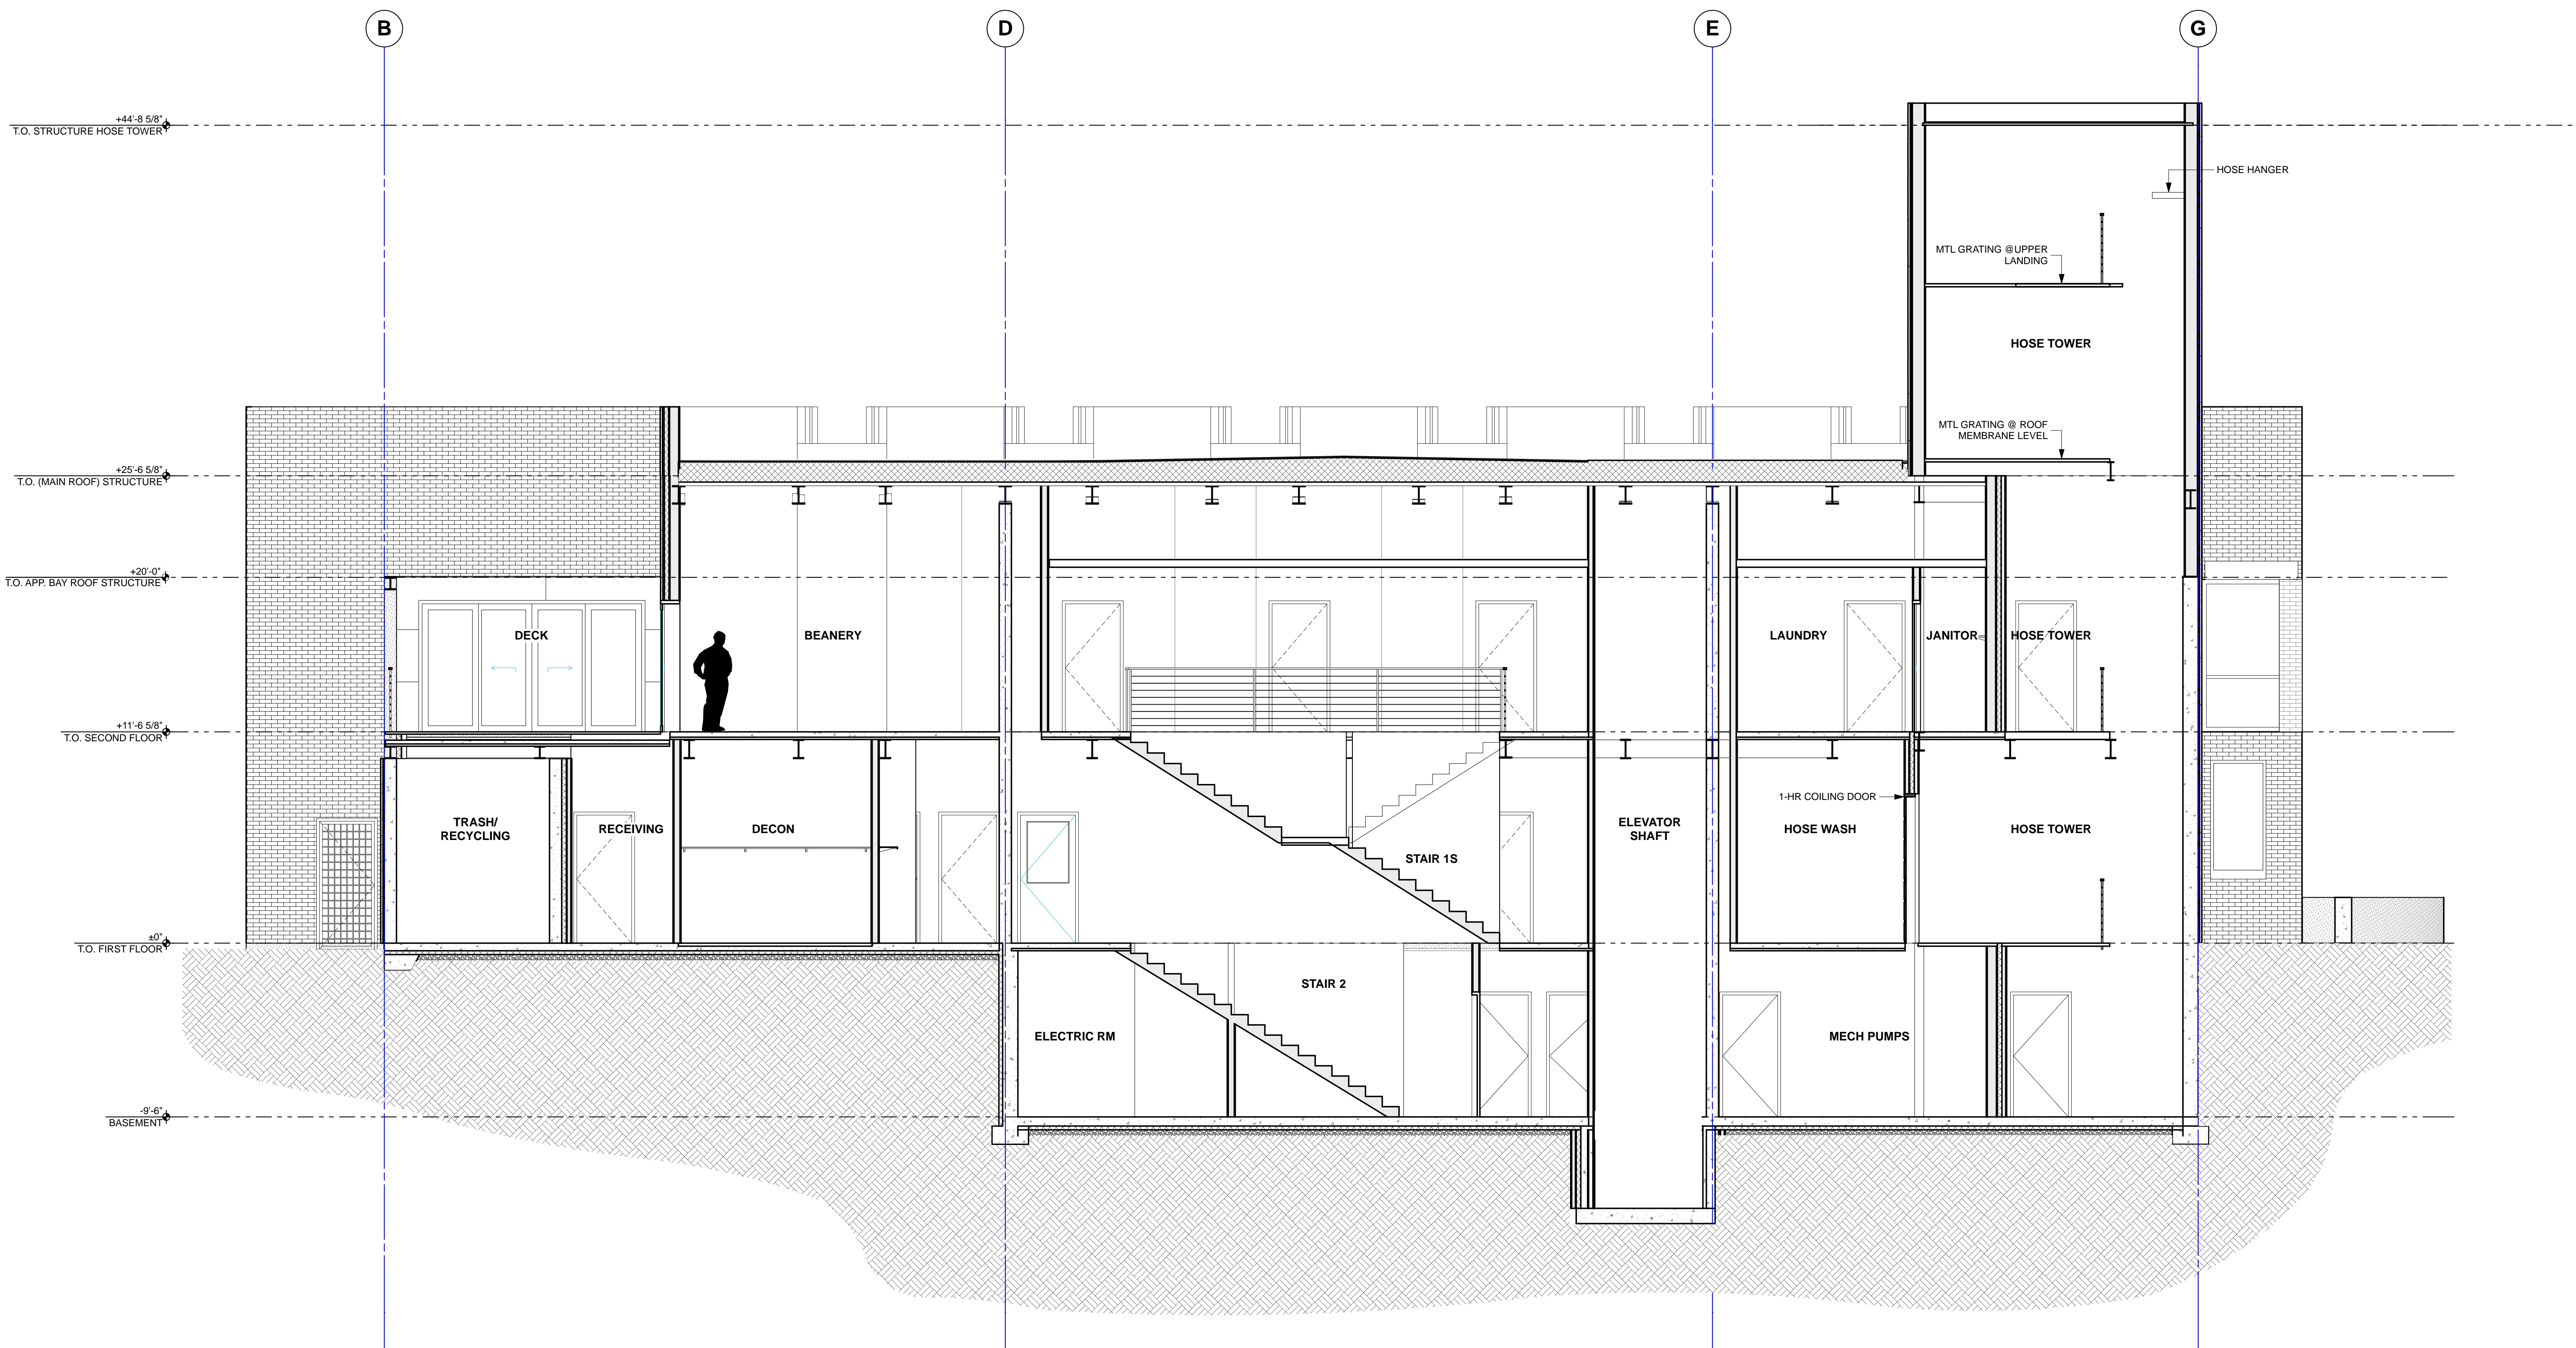 B
D
E
G
+44'-8 5/8"
T.O. STRUCTURE HOSE TOWER
HOSE HANGER
MTL GRATING @UPPER
LANDING
HOSE TOWER
MTL GRATING @ ROOF
MEMBRANE LEVEL
+25'-6 5/8"
T.O. (MAIN ROOF) STRUCTURE
+20'-0"
T.O. APP. BAY ROOF STRUCTURE
DECK
BEANERY
LAUNDRY
JANITOR
HOSE TOWER
+11'-6 5/8"
T.O. SECOND FLOOR
1-HR COILING DOOR
TRASH/
RECYCLING
RECEIVING
DECON
ELEVATOR
SHAFT
HOSE WASH
HOSE TOWER
STAIR 1S
±0"
T.O. FIRST FLOOR
STAIR 2
ELECTRIC RM
MECH PUMPS
-9'-6"
BASEMENT